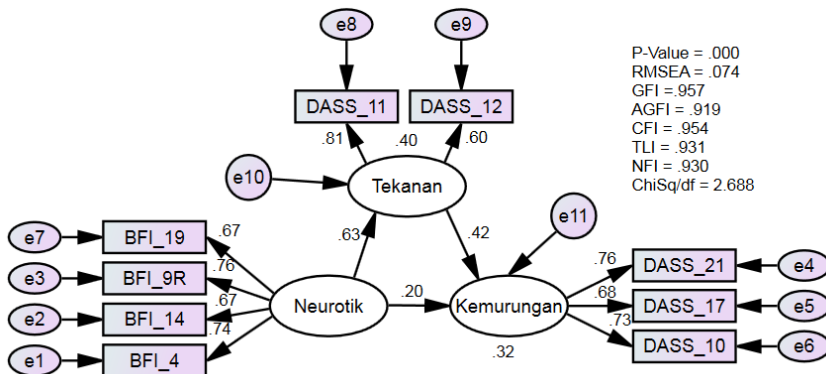 e8
e9
P-Value = .000
RMSEA = .074
GFI =.957
AGFI = .919
CFI = .954
TLI = .931
NFI = .930
ChiSq/df = 2.688
DASS_11
DASS_12
.81
.40
.60
e10
Tekanan
e11
e7
BFI_19
.67
.63
.42
e3
BFI_9R
.76
.76
DASS_21
e4
e2
BFI_14
.67
Neurotik
.20
Kemurungan
.68
DASS_17
e5
e1
BFI_4
.74
.32
.73
DASS_10
e6